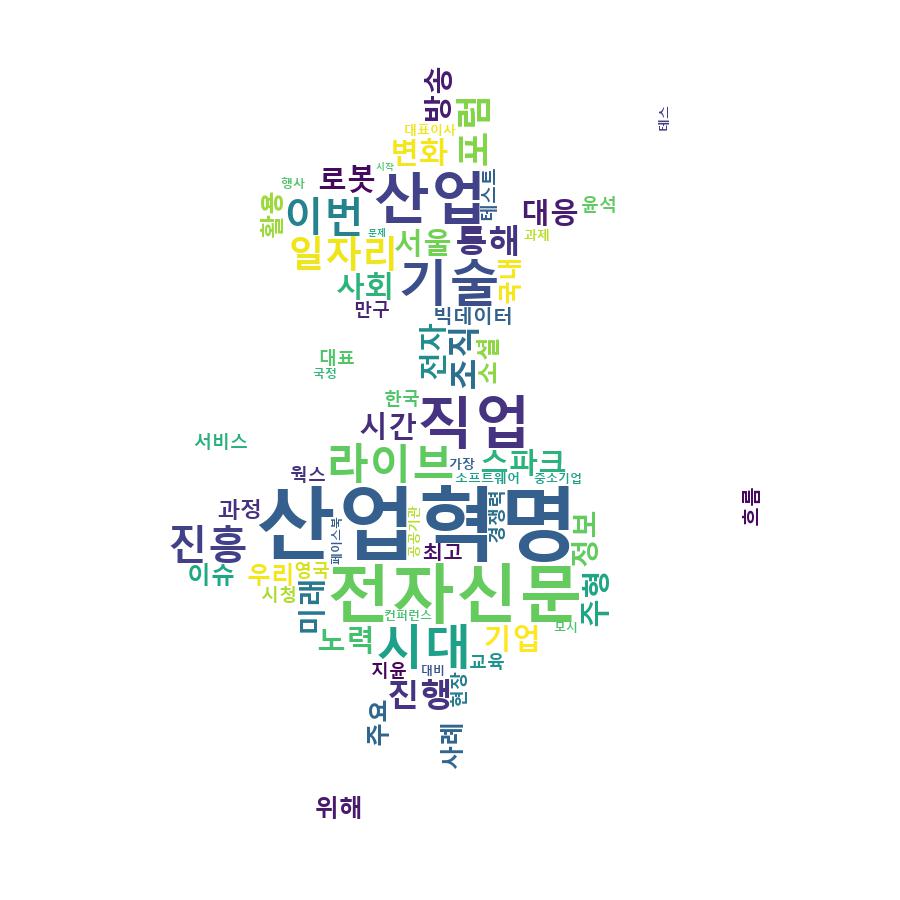 방송
포럼
테스
대표이사
변화
시작
로봇
산업
테스트
행사
활용
이번
대응
윤석
문제
서울
통해
과제
일자리
기술
국내
사회
만구
빅데이터
전자
조직
소셜
대표
국정
한국
직업
시간
서비스
라이브
가장
스파크
웍스
소프트웨어
중소기업
산업혁명
경쟁력
흐름
과정
페이스북
공공기관
최고
진흥
정보
이슈
우리
영국
시청
미래
전자신문
주형
컨퍼런스
모시
노력
시대
기업
교육
지윤
대비
진행
현장
주요
사례
위해